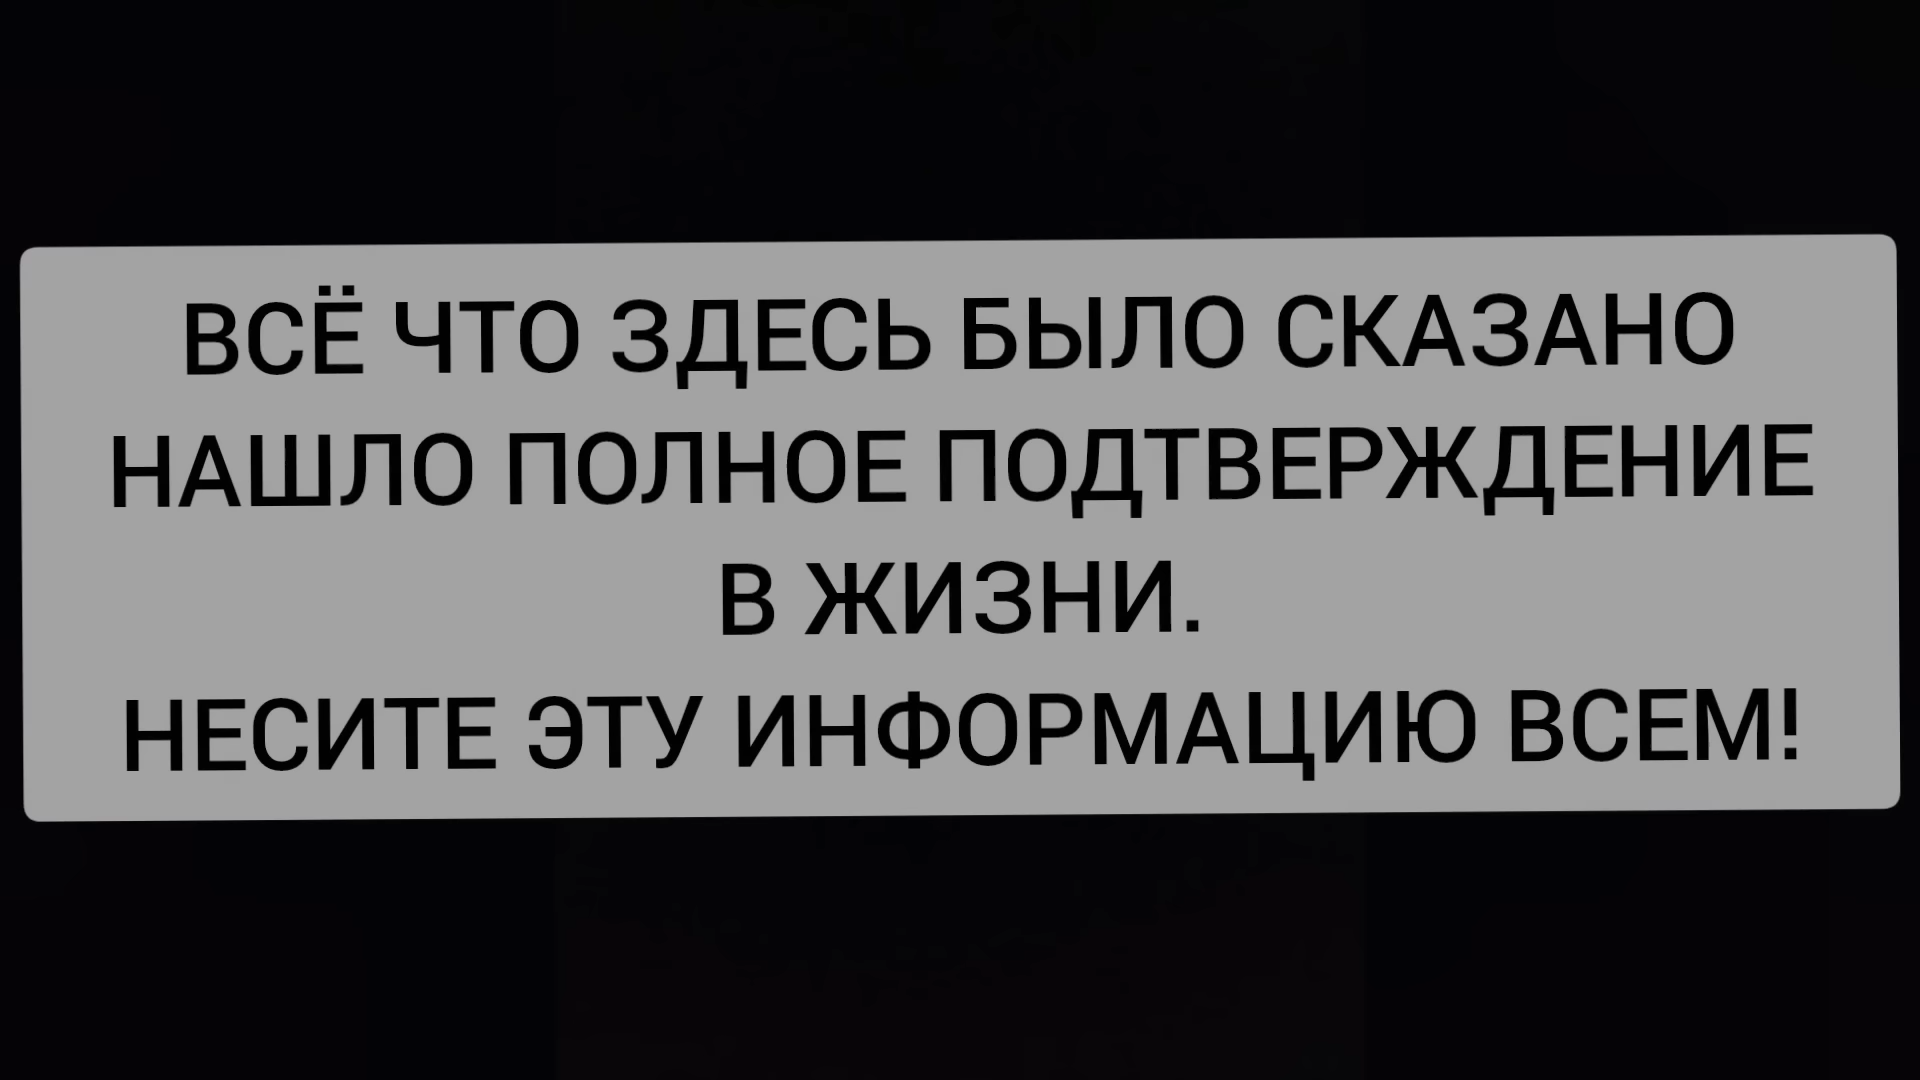 ВСЁ ЧТО ЗДЕСЬ БЫЛО СКАЗАНО
НАШЛО ПОЛНОЕ ПОДТВЕРЖДЕНИЕ
В ЖИЗНИ.
НЕСИТЕ ЭТУ ИНФОРМАЦИЮ ВСЕМ!